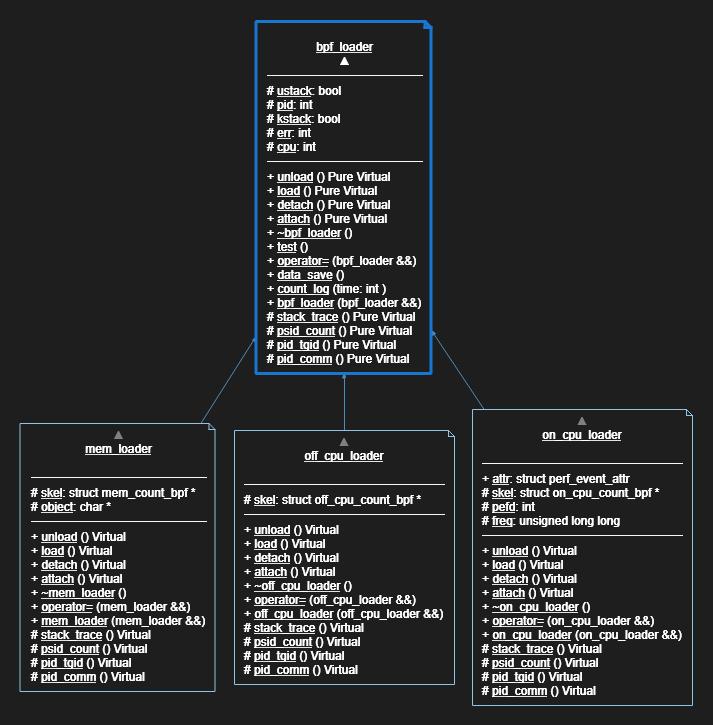 bpf_loader
# ustack: bool
# pid: int
# kstack: bool
# err: int
# cpu: int
+ unload () Pure Virtual
+ load () Pure Virtual
+ detach () Pure Virtual
+ attach () Pure Virtual
+ ~bpf_loader ()
+ test ()
+ operator= (bpf_loader &&)
+ data_save ()
+ count_log (time: int )
+ bpf_loader (bpf_loader &&)
# stack_trace () Pure Virtual
# psid_count () Pure Virtual
# pid_tgid () Pure Virtual
# pid_comm () Pure Virtual
mem_loader
# skel: struct mem_count_bpf *
# object: char *
+ unload () Virtual
+ load () Virtual
+ detach () Virtual
+ attach () Virtual
+ ~mem_loader ()
+ operator= (mem_loader &&)
+ mem_loader (mem_loader &&)
# stack_trace () Virtual
# psid_count () Virtual
# pid_tgid () Virtual
# pid_comm () Virtual
off_cpu_loader
# skel: struct off_cpu_count_bpf *
+ unload () Virtual
+ load () Virtual
+ detach () Virtual
+ attach () Virtual
+ ~off_cpu_loader ()
+ operator= (off_cpu_loader &&)
+ off_cpu_loader (off_cpu_loader &&)
# stack_trace () Virtual
# psid_count () Virtual
# pid_tgid () Virtual
# pid_comm () Virtual
on_cpu_loader
+ attr: struct perf_event_attr
# skel: struct on_cpu_count_bpf *
# pefd: int
# freq: unsigned long long
+ unload () Virtual
+ load () Virtual
+ detach () Virtual
+ attach () Virtual
+ ~on_cpu_loader ()
+ operator= (on_cpu_loader &&)
+ on_cpu_loader (on_cpu_loader &&)
# stack_trace () Virtual
# psid_count () Virtual
# pid_tgid () Virtual
# pid_comm () Virtual